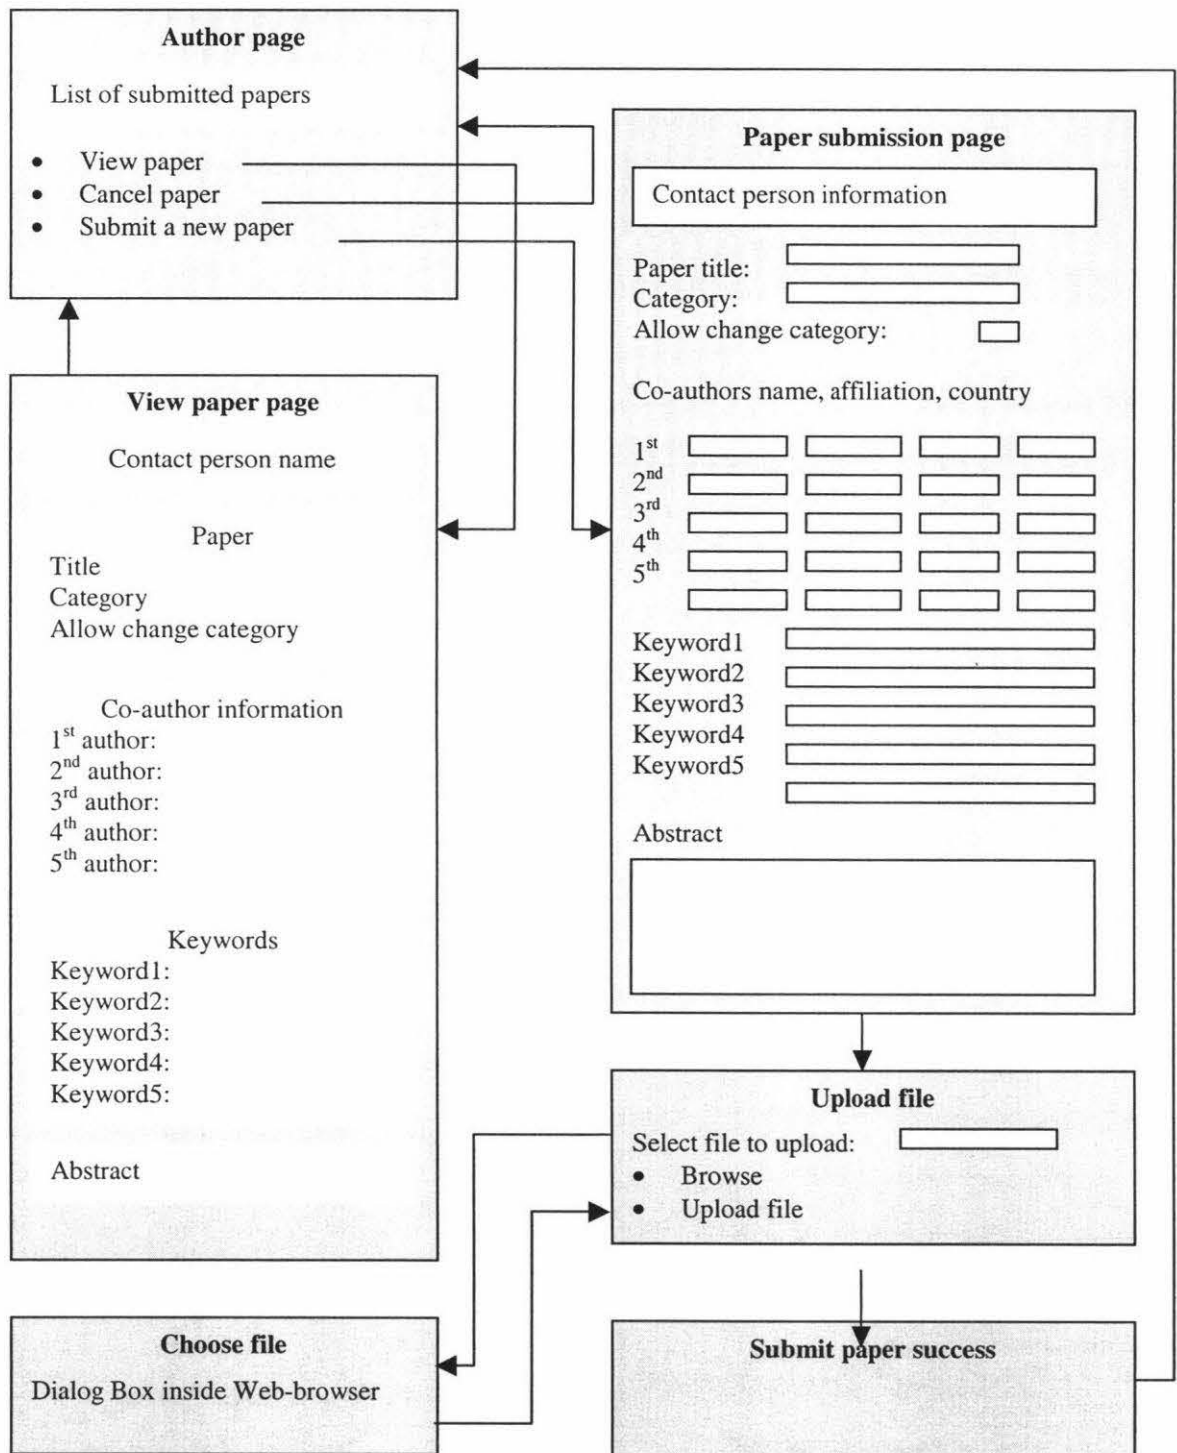 Author page
List of submitted papers
• View paper
• Cancel paper
• Submit a new paper
View paper page
Contact person name
Paper
Title
Category
Allow change category
Co-author information
1st author:
2nd author:
3rd author:
4th author:
5th author:
Keywords
Keyword1:
Keyword2:
Keyword3:
Keyword4:
Keyword5:
Abstract
Choose file
Dialog Box inside Web-browser
Paper submission page
Contact person information
Paper title:
Category:
Allow change category:
Co-authors name, affiliation, country
1st
2nd
3rd
4th
5th
Keyword1
Keyword2
Keyword3
Keyword4
Keyword5
Abstract
Upload file
Select file to upload:
• Browse
• Upload file
Submit paper success